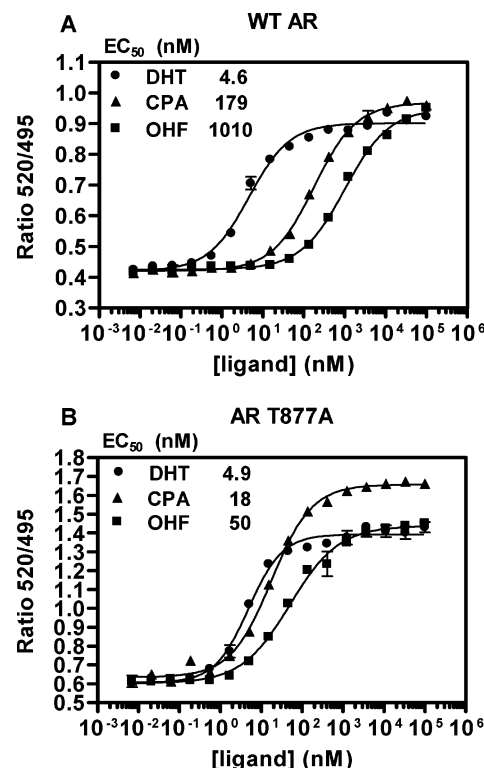 A WT AR
EC50 (nM)
DHT 4.6
CPA 179
OHF 1010
1.1
1.0
0.9
0.8
0.7
0.6
0.5
0.4
0.3
Ratio 520/495
10-3 10-2 10-1 100 101 102 103 104 105 106
[ligand] (nM)
B AR T877A
EC50 (nM)
DHT 4.9
CPA 18
OHF 50
1.8
1.7
1.6
1.5
1.4
1.3
1.2
1.1
1.0
0.9
0.8
0.7
0.6
0.5
Ratio 520/495
10-3 10-2 10-1 100 101 102 103 104 105 106
[ligand] (nM)